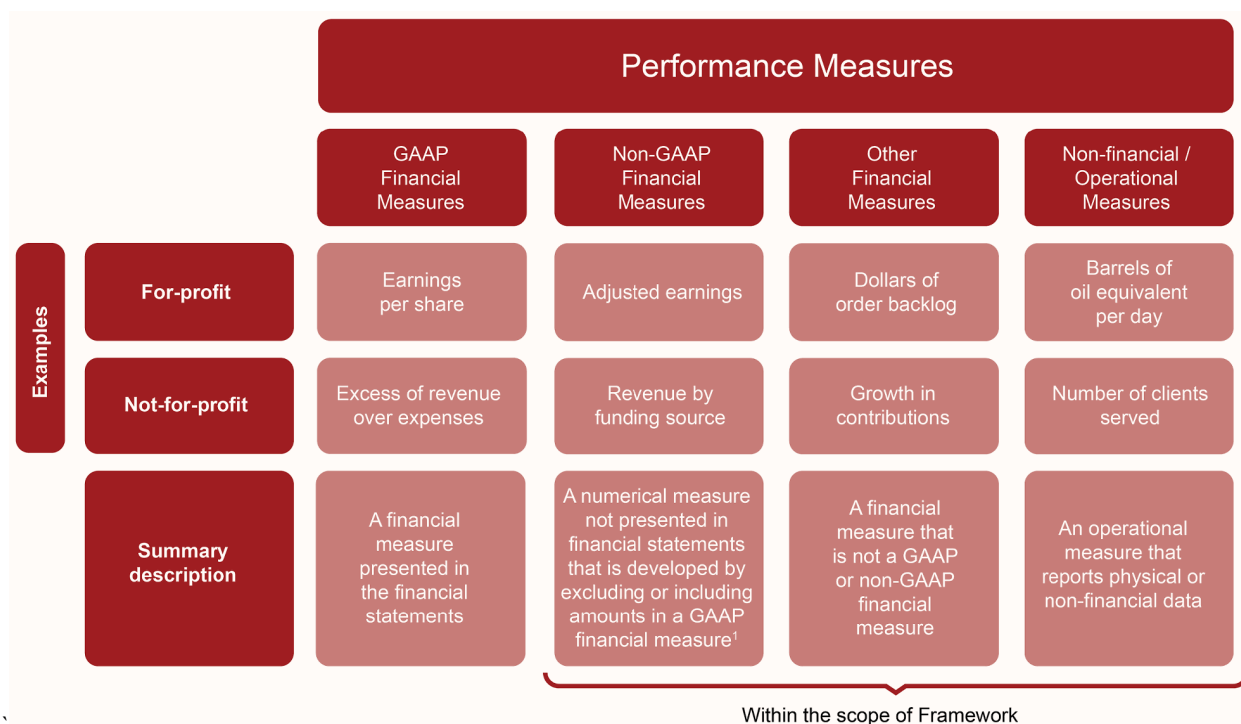 Performance Measures
GAAP
Financial
Measures
Non-GAAP
Financial
Measures
Other
Financial
Measures
Non-financial /
Operational
Measures
Examples
For-profit
Earnings
per share
Adjusted earnings
Dollars of
order backlog
Barrels of
oil equivalent
per day
Not-for-profit
Excess of revenue
over expenses
Revenue by
funding source
Growth in
contributions
Number of clients
served
Summary
description
A financial
measure
presented in
the financial
statements
A numerical measure
not presented in
financial statements
that is developed by
excluding or including
amounts in a GAAP
financial measure¹
A financial
measure that
is not a GAAP
or non-GAAP
financial
measure
An operational
measure that
reports physical or
non-financial data
Within the scope of Framework